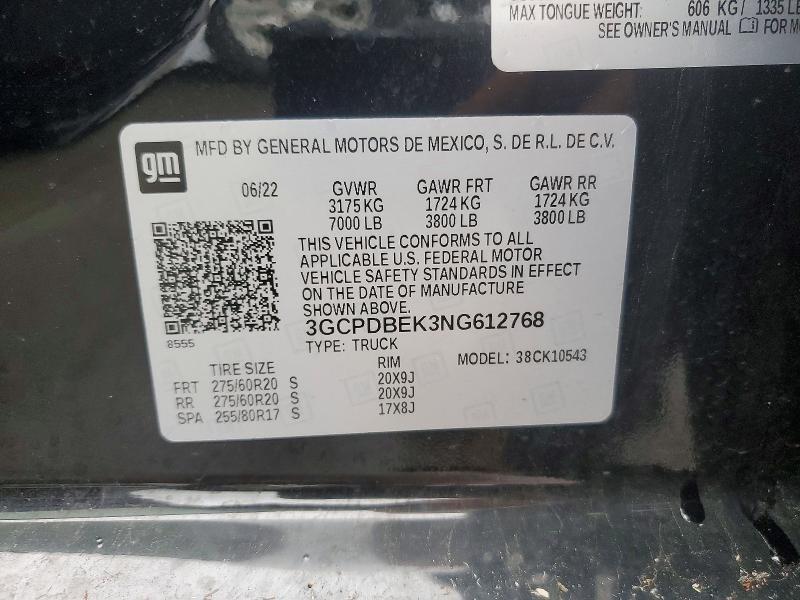 MAX TONGUE WEIGHT: 606 KG/ 1335 LB
SEE OWNER'S MANUAL FOR MO
gm
MFD BY GENERAL MOTORS DE MEXICO, S. DE R.L. DE C.V.
06/22 GVWR GAWR FRT GAWR RR
3175 KG 1724 KG 1724 KG
7000 LB 3800 LB 3800 LB
THIS VEHICLE CONFORMS TO ALL
APPLICABLE U.S. FEDERAL MOTOR
VEHICLE SAFETY STANDARDS IN EFFECT
ON THE DATE OF MANUFACTURE
SHOWN ABOVE.
3GCPDBEK3NG612768
8555
TYPE: TRUCK MODEL: 38CK10543
TIRE SIZE RIM
FRT 275/60R20 S 20X9J
RR 275/60R20 S 20X9J
SPA 255/80R17 S 17X8J